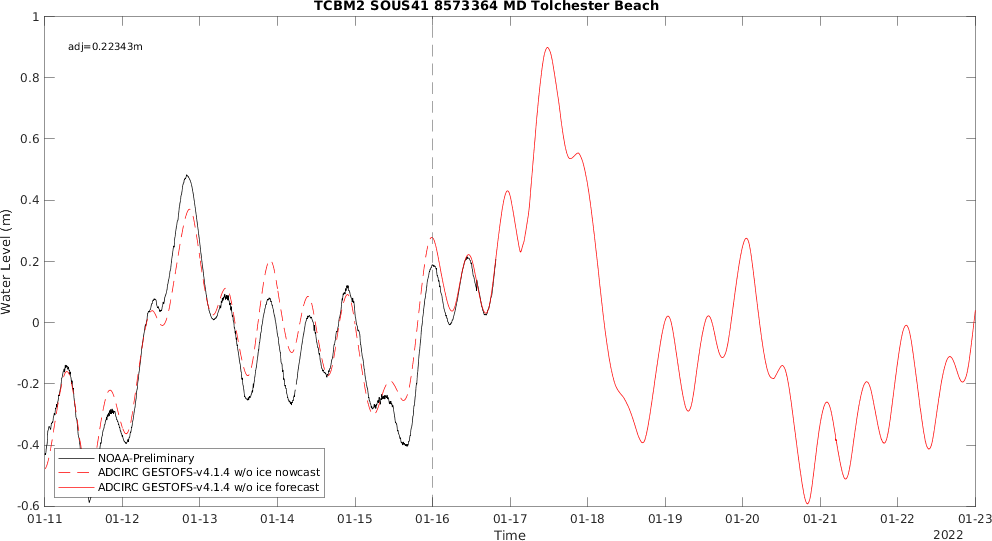 TCBM2 SOUS41 8573364 MD Tolchester Beach
adj=0.22343m
Water Level (m)
1
0.8
0.6
0.4
0.2
0
-0.2
-0.4
-0.6
NOAA-Preliminary
ADCIRC GESTOFS-v4.1.4 w/o ice nowcast
ADCIRC GESTOFS-v4.1.4 w/o ice forecast
01-11 01-12 01-13 01-14 01-15 01-16 01-17 01-18 01-19 01-20 01-21 01-22 01-23
Time
2022